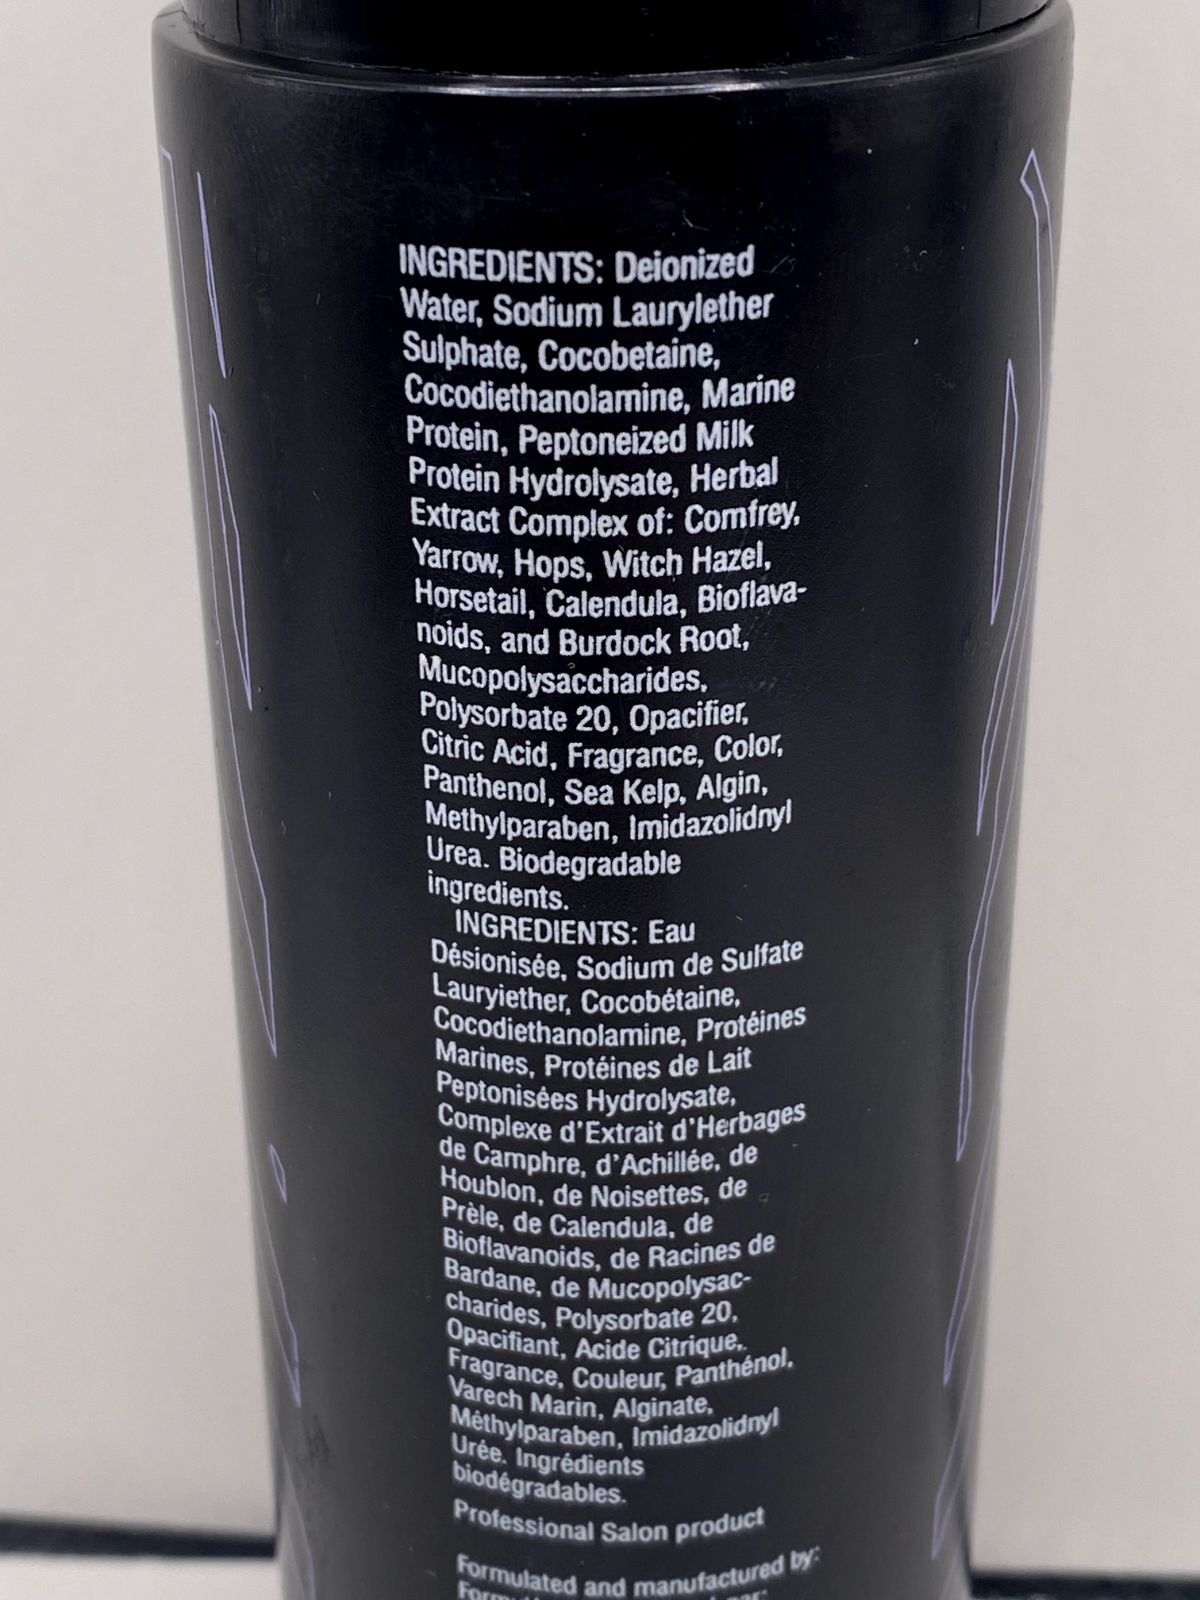 INGREDIENTS: Deionized
Water, Sodium Laurylether
Sulphate, Cocobetaine,
Cocodiethanolamine, Marine
Protein, Peptoneized Milk
Protein Hydrolysate, Herbal
Extract Complex of: Comfrey,
Yarrow, Hops, Witch Hazel,
Horsetail, Calendula, Bioflava-
noids, and Burdock Root,
Mucopolysaccharides,
Polysorbate 20, Opacifier,
Citric Acid, Fragrance, Color,
Panthenol, Sea Kelp, Algin,
Methylparaben, Imidazolidnyl
Urea. Biodegradable
ingredients.
INGREDIENTS: Eau
Désionisée, Sodium de Sulfate
Lauryiether, Cocobétaine,
Cocodiethanolamine, Protéines
Marines, Protéines de Lait
Peptonisées Hydrolysate,
Complexe d'Extrait d'Herbages
de Camphre, d'Achillée, de
Houblon, de Noisettes, de
Prèle, de Calendula, de
Bioflavanoids, de Racines de
Bardane, de Mucopolysac-
charides, Polysorbate 20,
Opacifiant, Acide Citrique,
Fragrance, Couleur, Panthénol,
Varech Marin, Alginate,
Méthylparaben, Imidazolidnyl
Urée. Ingrédients
biodégradables.
Professional Salon product
Formulated and manufactured by: